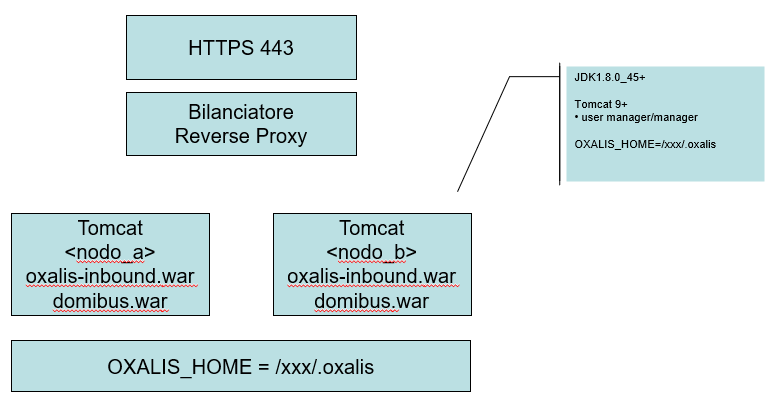 HTTPS 443
Bilanciatore
Reverse Proxy
JDK1.8.0_45+
Tomcat 9+
• user manager/manager
OXALIS_HOME=/xxx/.oxalis
Tomcat
<nodo_a>
oxalis-inbound.war
domibus.war
Tomcat
<nodo_b>
oxalis-inbound.war
domibus.war
OXALIS_HOME = /xxx/.oxalis